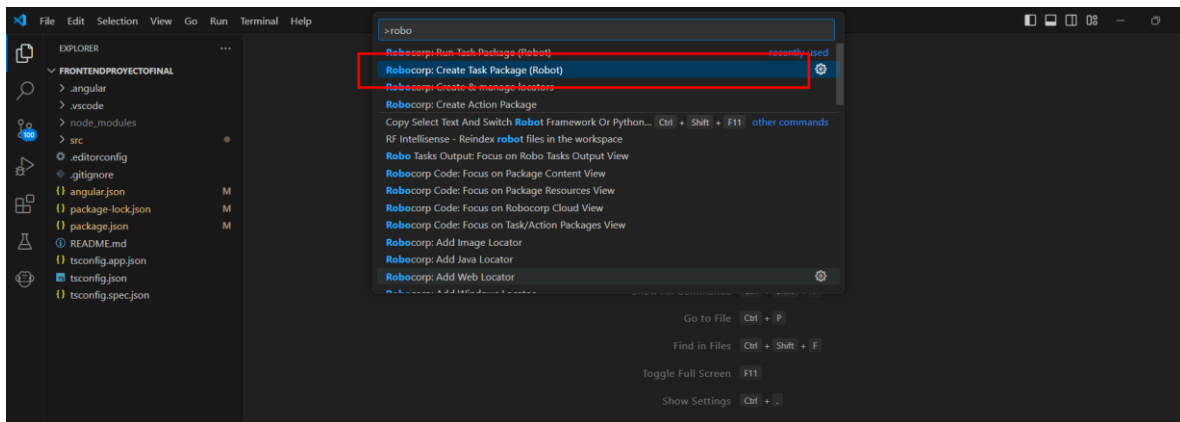 File Edit Selection View Go Run Terminal Help
>robo
EXPLORER ...
FRONTENDPROYECTOFINAL
.angular
.vscode
node_modules
src
.editorconfig
.gitignore
angular.json M
package-lock.json M
package.json M
README.md
tsconfig.app.json
tsconfig.json
tsconfig.spec.json
100
Robocorp: Run Task Package (Robot) recently used
Robocorp: Create Task Package (Robot)
Robocorp: Create & manage locators
Robocorp: Create Action Package
Copy Select Text And Switch Robot Framework Or Python... Ctrl + Shift + F11 other commands
RF Intellisense - Reindex robot files in the workspace
Robo Tasks Output: Focus on Robo Tasks Output View
Robocorp Code: Focus on Package Content View
Robocorp Code: Focus on Package Resources View
Robocorp Code: Focus on Robocorp Cloud View
Robocorp Code: Focus on Task/Action Packages View
Robocorp: Add Image Locator
Robocorp: Add Java Locator
Robocorp: Add Web Locator
Robocorp: Add Windows Locator
Go to File Ctrl + P
Find in Files Ctrl + Shift + F
Toggle Full Screen F11
Show Settings Ctrl + ,